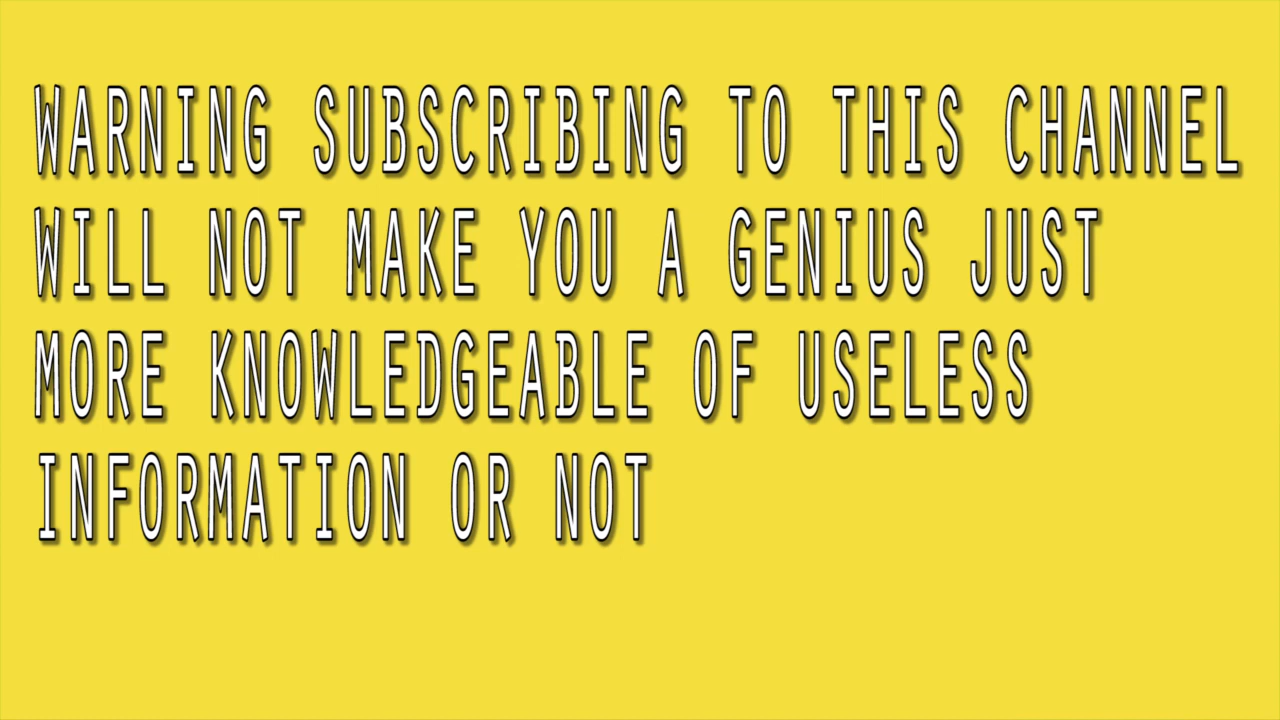 WARNING SUBSCRIBING TO THIS CHANNEL
WILL NOT MAKE YOU A GENIUS JUST
MORE KNOWLEDGEABLE OF USELESS
INFORMATION OR NOT